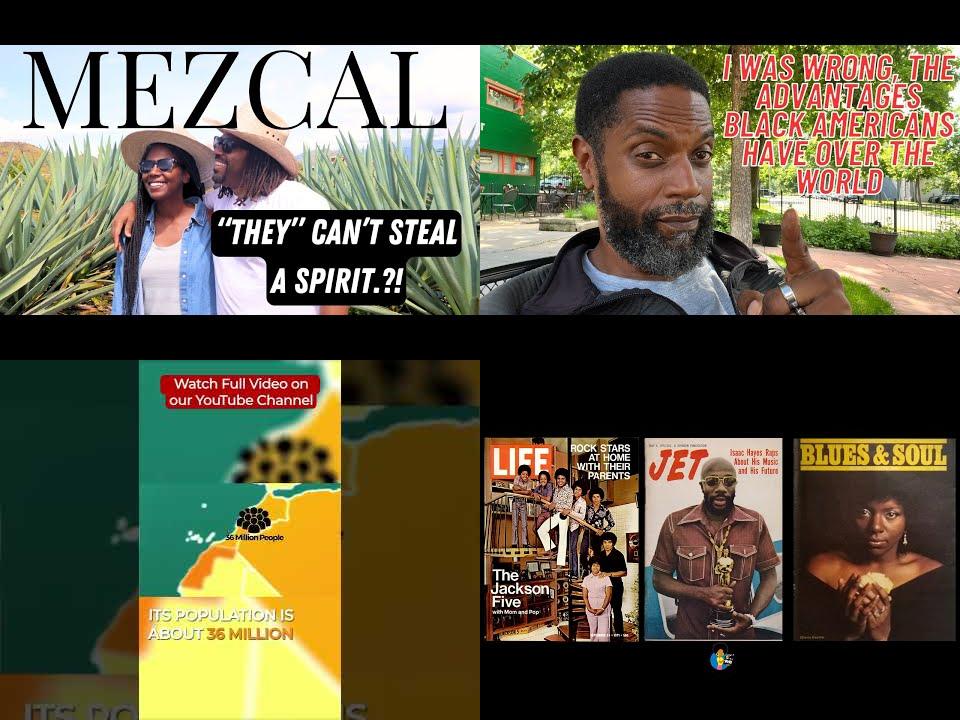 MEZCAL
“THEY” CAN’T STEAL
A SPIRIT.?!
I WAS WRONG, THE
ADVANTAGES
BLACK AMERICANS
HAVE OVER THE
WORLD
Watch Full Video on
our YouTube Channel
36 Million People
ITS POPULATION IS
ABOUT 36 MILLION
ITS PO
LIFE
ROCK STARS
AT HOME
WITH THEIR
PARENTS
The
Jackson
Five
with Mom and Pop
JET
Isaac Hayes Raps
About His Music
and His Future
BLUES & SOUL